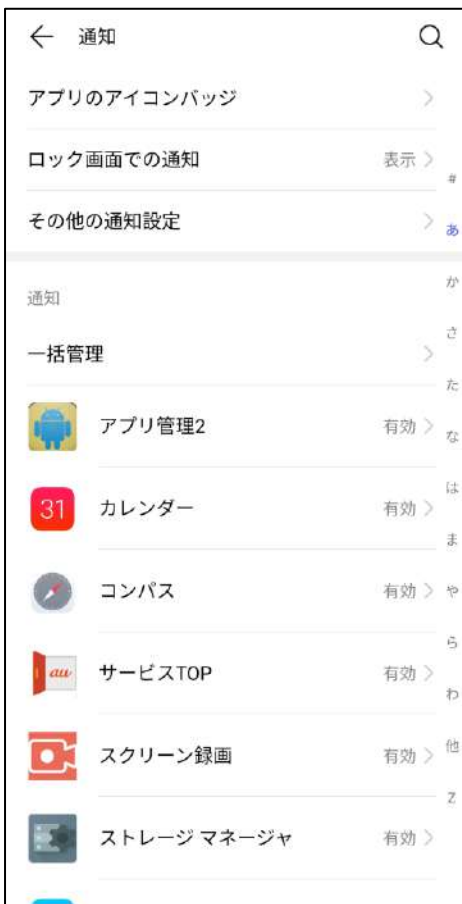 通知
アプリのアイコンバッジ
ロック画面での通知 表示
その他の通知設定
通知
一括管理
アプリ管理2 有効
31 カレンダー 有効
コンパス 有効
au サービスTOP 有効
スクリーン録画 有効
ストレージ マネージャ 有効
#
あ
か
さ
た
な
は
ま
や
ら
わ
他
Z